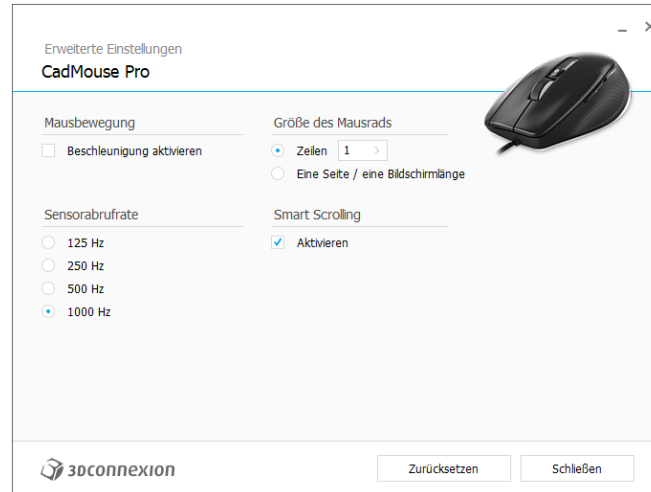 Erweiterte Einstellungen
CadMouse Pro
Mausbewegung
Beschleunigung aktivieren
Größe des Mausrads
Zeilen 1
Eine Seite / eine Bildschirmlänge
Sensorabrufrate
125 Hz
250 Hz
500 Hz
1000 Hz
Smart Scrolling
Aktivieren
3DCONNEXION
Zurücksetzen
Schließen